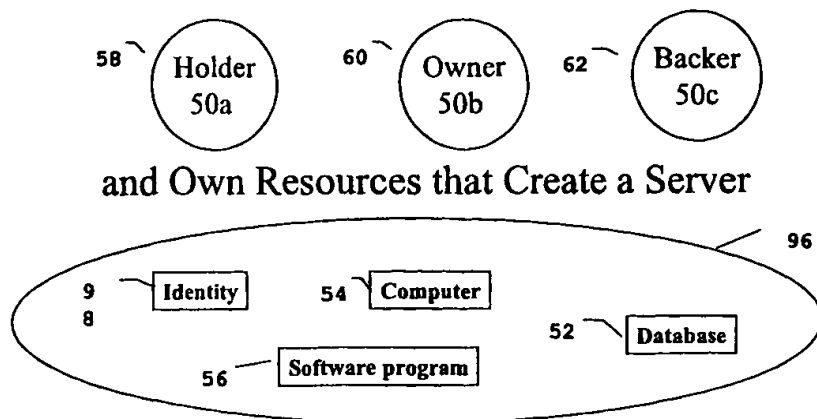 58 Holder 60 Owner 62 Backer
50a 50b 50c
and Own Resources that Create a Server
96
9 Identity 54 Computer
8
52 Database
56 Software program